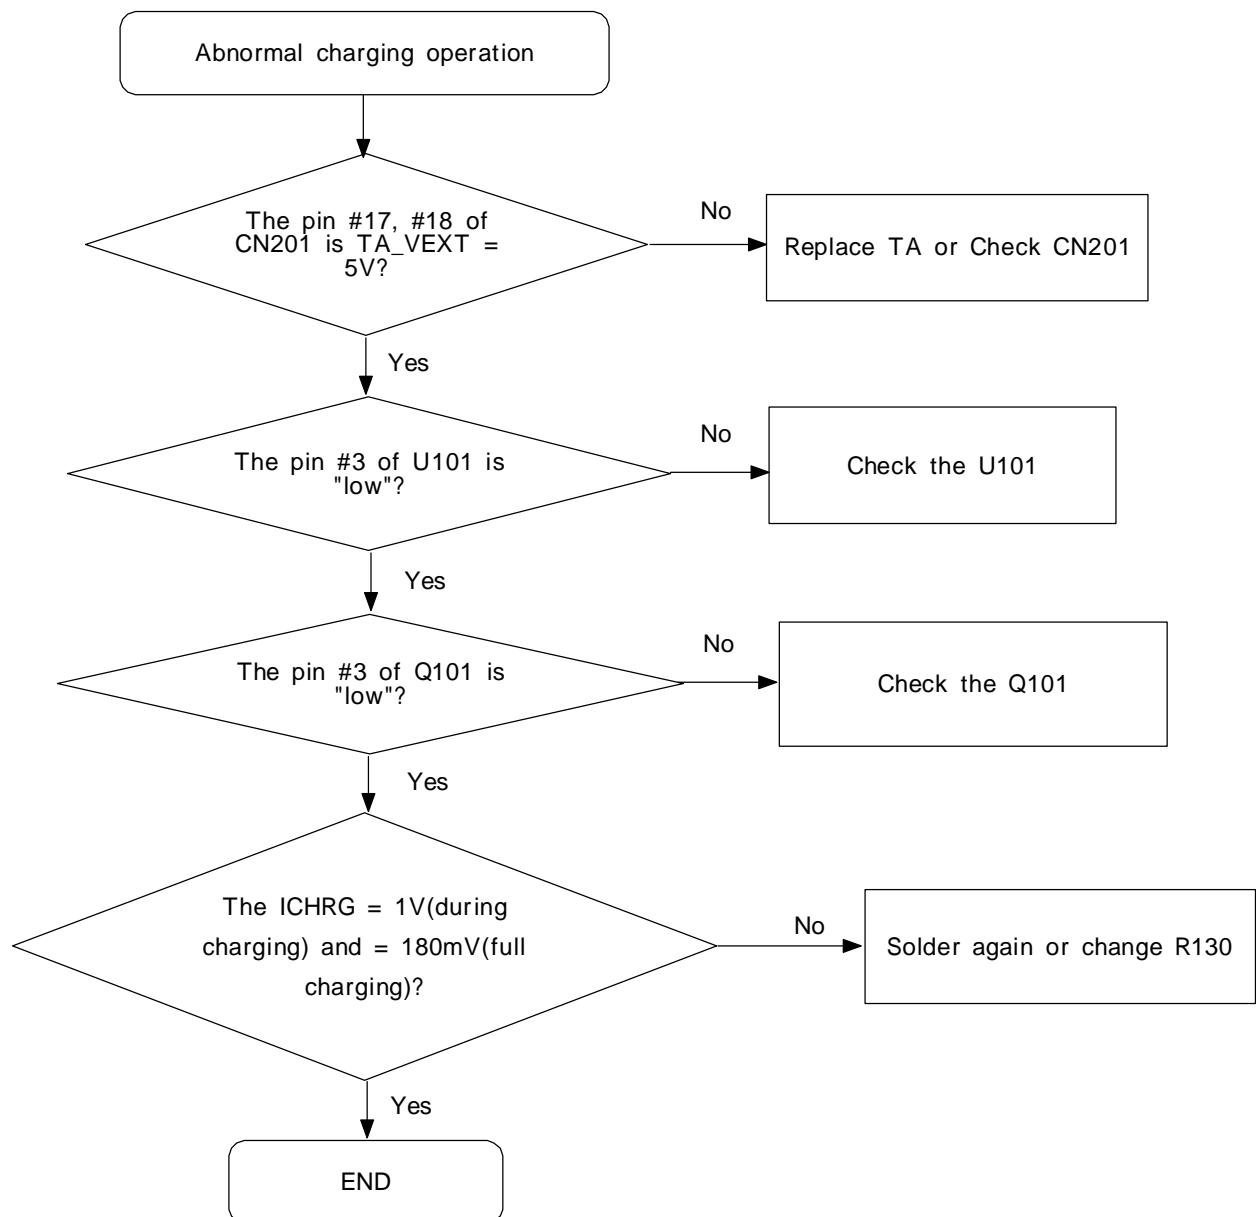 Abnormal charging operation
The pin #17, #18 of
CN201 is TA_VEXT =
5V?
No
Replace TA or Check CN201
Yes
The pin #3 of U101 is
"low"?
No
Check the U101
Yes
The pin #3 of Q101 is
"low"?
No
Check the Q101
Yes
The ICHRG = 1V(during
charging) and = 180mV(full
charging)?
No
Solder again or change R130
Yes
END